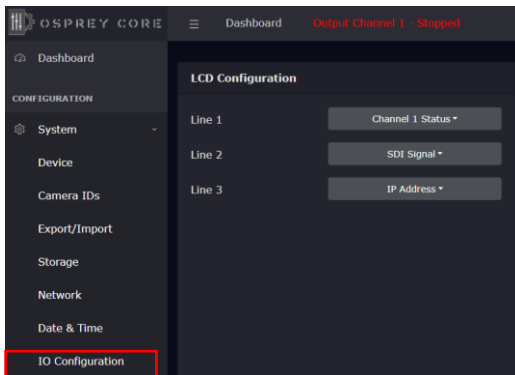 OSPREY CORE
Dashboard
Output Channel 1 - Stopped
Dashboard
CONFIGURATION
System
Device
Camera IDs
Export/Import
Storage
Network
Date & Time
IO Configuration
LCD Configuration
Line 1 Channel 1 Status
Line 2 SDI Signal
Line 3 IP Address